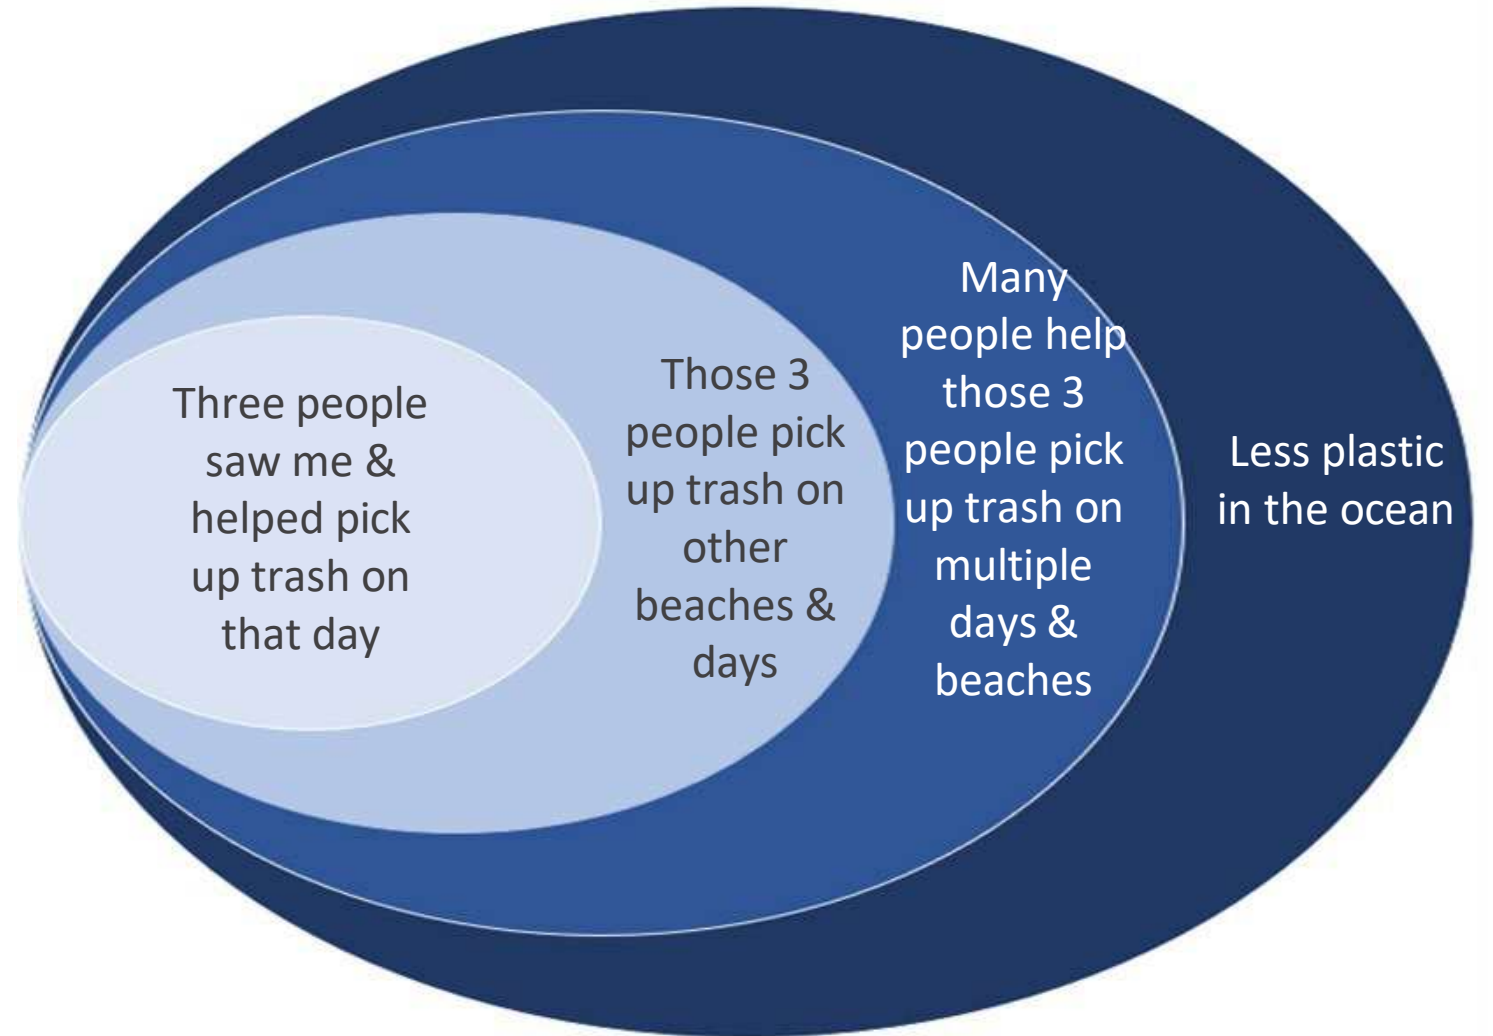 Three people
saw me &
helped pick
up trash on
that day
Those 3
people pick
up trash on
other
beaches &
days
Many
people help
those 3
people pick
up trash on
multiple
days &
beaches
Less plastic
in the ocean